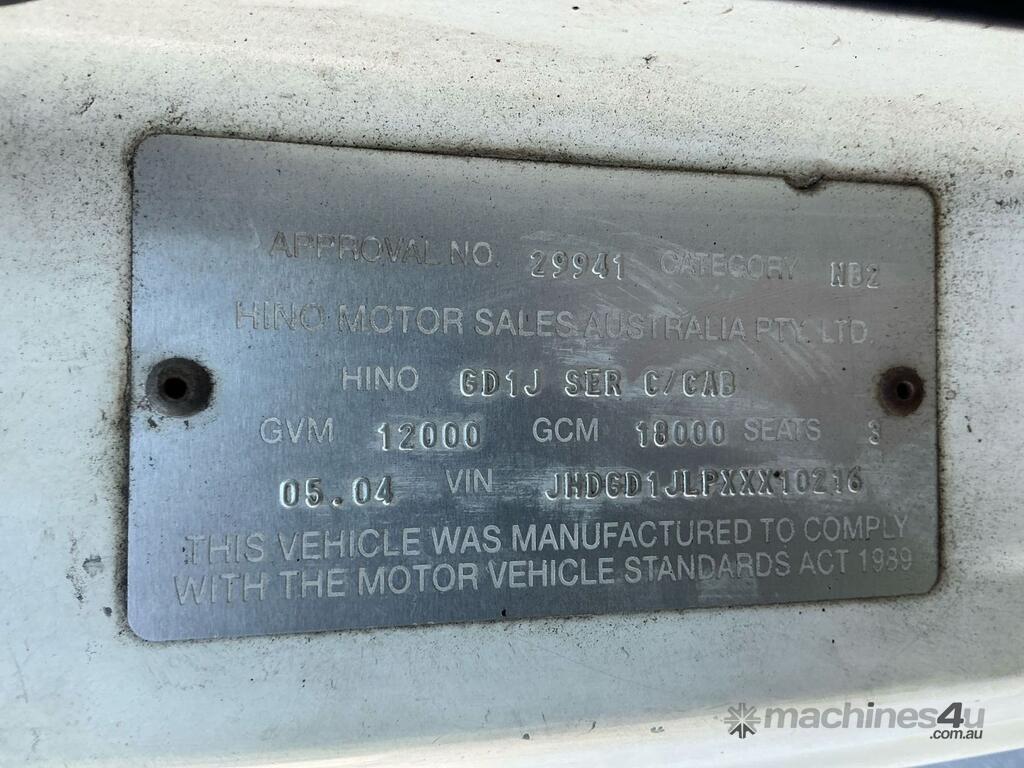 APPROVAL NO. 29941 CATEGORY NB2
HINO MOTOR SALES AUSTRALIA PTY. LTD.
HINO GD1J SER C/CAB
GVM 12000 GCM 18000 SEATS 3
05.04 VIN JHDGD1JLPXXX10216
THIS VEHICLE WAS MANUFACTURED TO COMPLY
WITH THE MOTOR VEHICLE STANDARDS ACT 1989
machines4u
.com.au